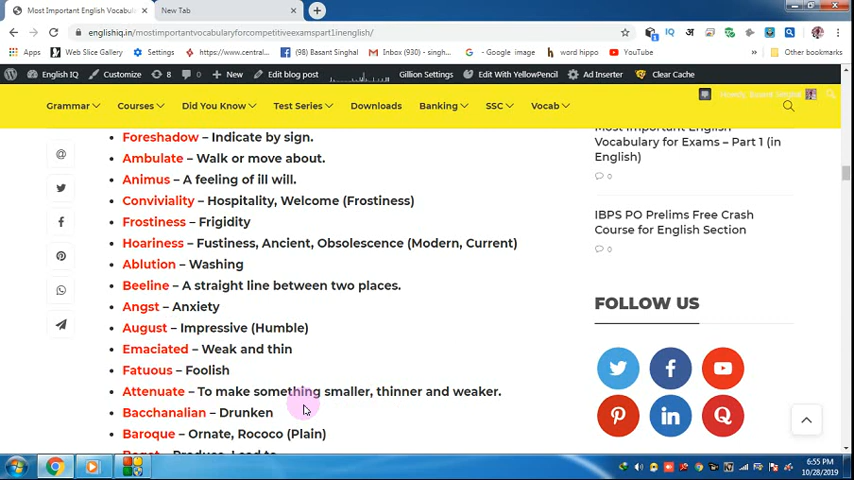 Most Important English Vocabu
New Tab
englishiq.in/mostimportantvocabularyforcompetitiveexamspart1inenglish/
Apps Web Slice Gallery Settings https://www.central... (98) Basant Singhal Inbox (930) - singh... G - Google image word hippo YouTube Other bookmarks
English IQ Customize 8 0 New Edit blog post Gillion Settings Edit With YellowPencil Ad Inserter Clear Cache
Howdy, Basant Singhal
Grammar Courses Did You Know Test Series Downloads Banking SSC Vocab
• Foreshadow – Indicate by sign.
• Ambulate – Walk or move about.
• Animus – A feeling of ill will.
• Conviviality – Hospitality, Welcome (Frostiness)
• Frostiness – Frigidity
• Hoariness – Fustiness, Ancient, Obsolescence (Modern, Current)
• Ablution – Washing
• Beeline – A straight line between two places.
• Angst – Anxiety
• August – Impressive (Humble)
• Emaciated – Weak and thin
• Fatuous – Foolish
• Attenuate – To make something smaller, thinner and weaker.
• Bacchanalian – Drunken
• Baroque – Ornate, Rococo (Plain)
Most Important English
Vocabulary for Exams – Part 1 (in
English)
0
IBPS PO Prelims Free Crash
Course for English Section
0
FOLLOW US
6:55 PM
10/28/2019